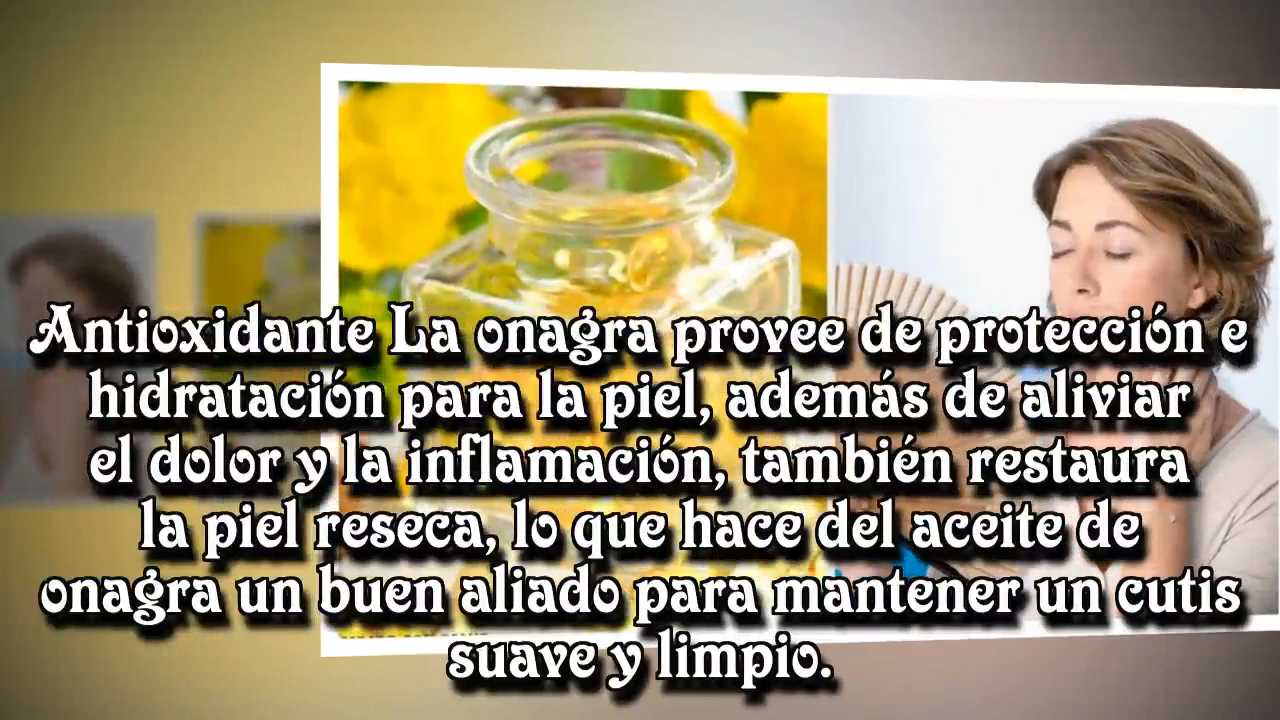 Antioxidante La onagra provee de protección e
hidratación para la piel, además de aliviar
el dolor y la inflamación, también restaura
la piel reseca, lo que hace del aceite de
onagra un buen aliado para mantener un cutis
suave y limpio.